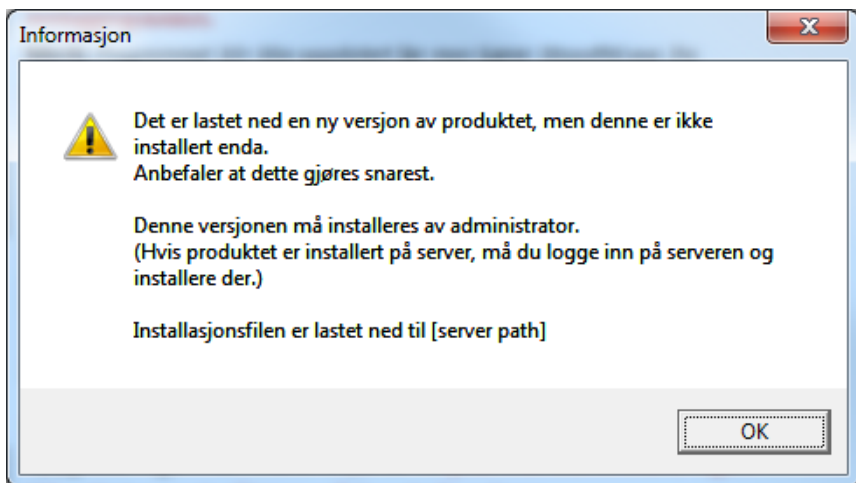 Informasjon
Det er lastet ned en ny versjon av produktet, men denne er ikke
installert enda.
Anbefaler at dette gjøres snarest.
Denne versjonen må installeres av administrator.
(Hvis produktet er installert på server, må du logge inn på serveren og
installere der.)
Installasjonsfilen er lastet ned til [server path]
OK